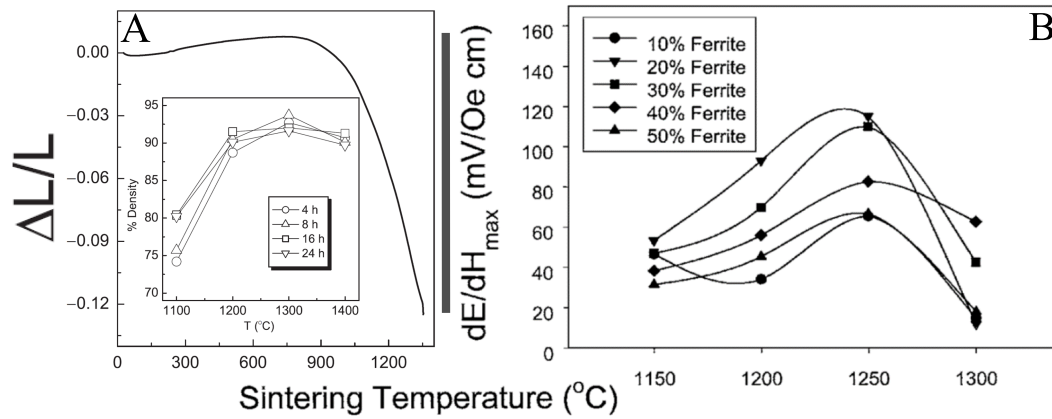 A
B
0.00
−0.03
−0.06
−0.09
−0.12
ΔL/L
0
300
600
900
1200
95
90
85
80
75
70
% Density
1100
1200
1300
1400
T (°C)
4 h
8 h
16 h
24 h
dE/dHmax (mV/Oe cm)
160
140
120
100
80
60
40
20
0
10% Ferrite
20% Ferrite
30% Ferrite
40% Ferrite
50% Ferrite
1150
1200
1250
1300
Sintering Temperature (°C)